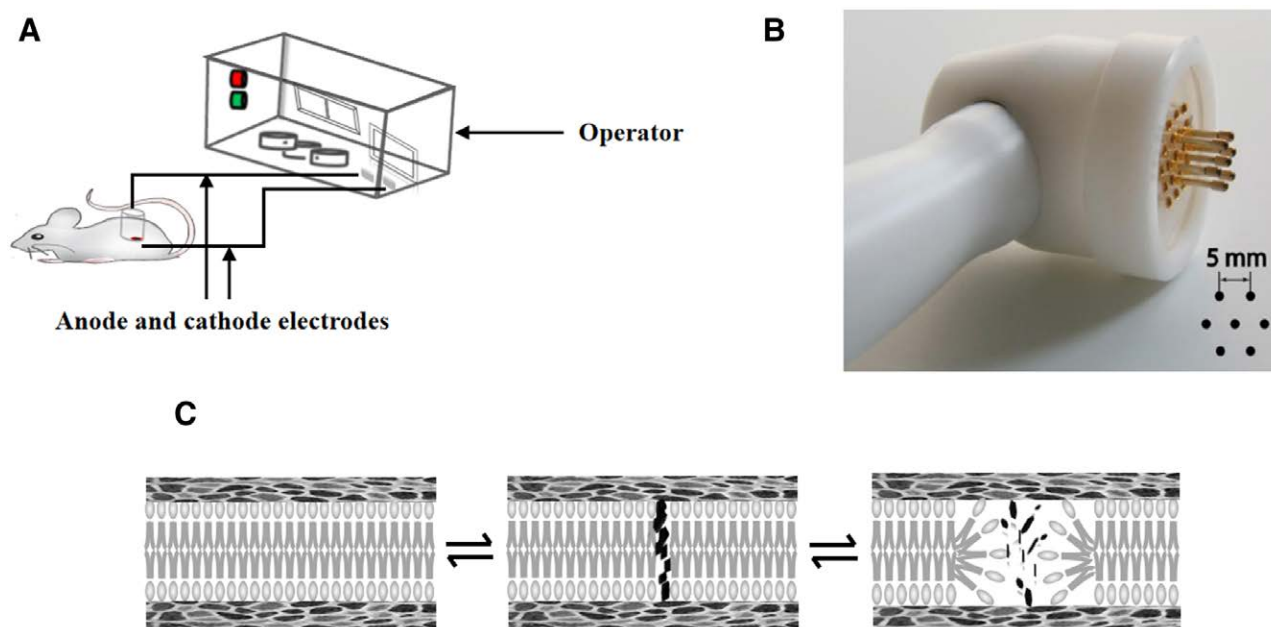 A
B
Operator
5 mm
Anode and cathode electrodes
C